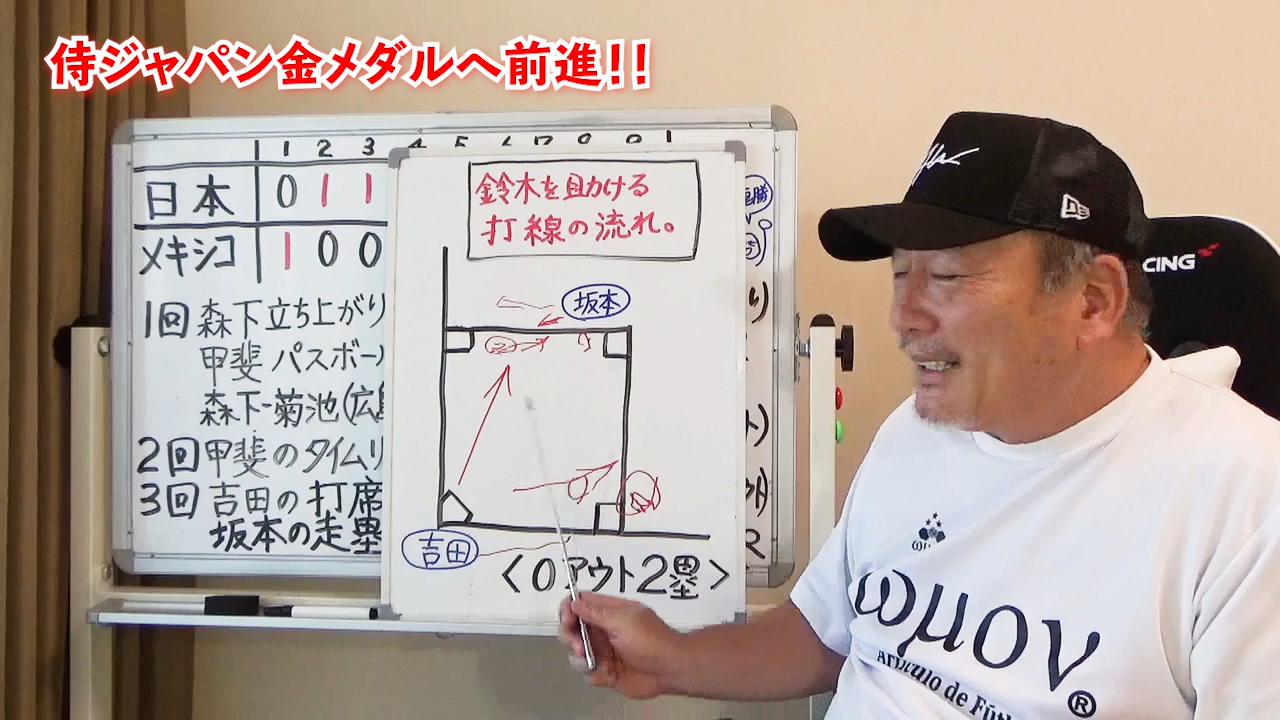 侍ジャパン金メダルへ前進!!
1 2 3 4 5 6 7 8 9
日本 0 1 1
メキシコ 1 0 0
1回 森下立ち上がり
甲斐 パスボー
森下-菊池(広島
2回 甲斐のタイムリ
3回 吉田の打席
坂本の走塁
鈴木を助ける
打線の流れ。
坂本
吉田
<0アウト2塁>
CING
ωμον
®
Artículo de Fút